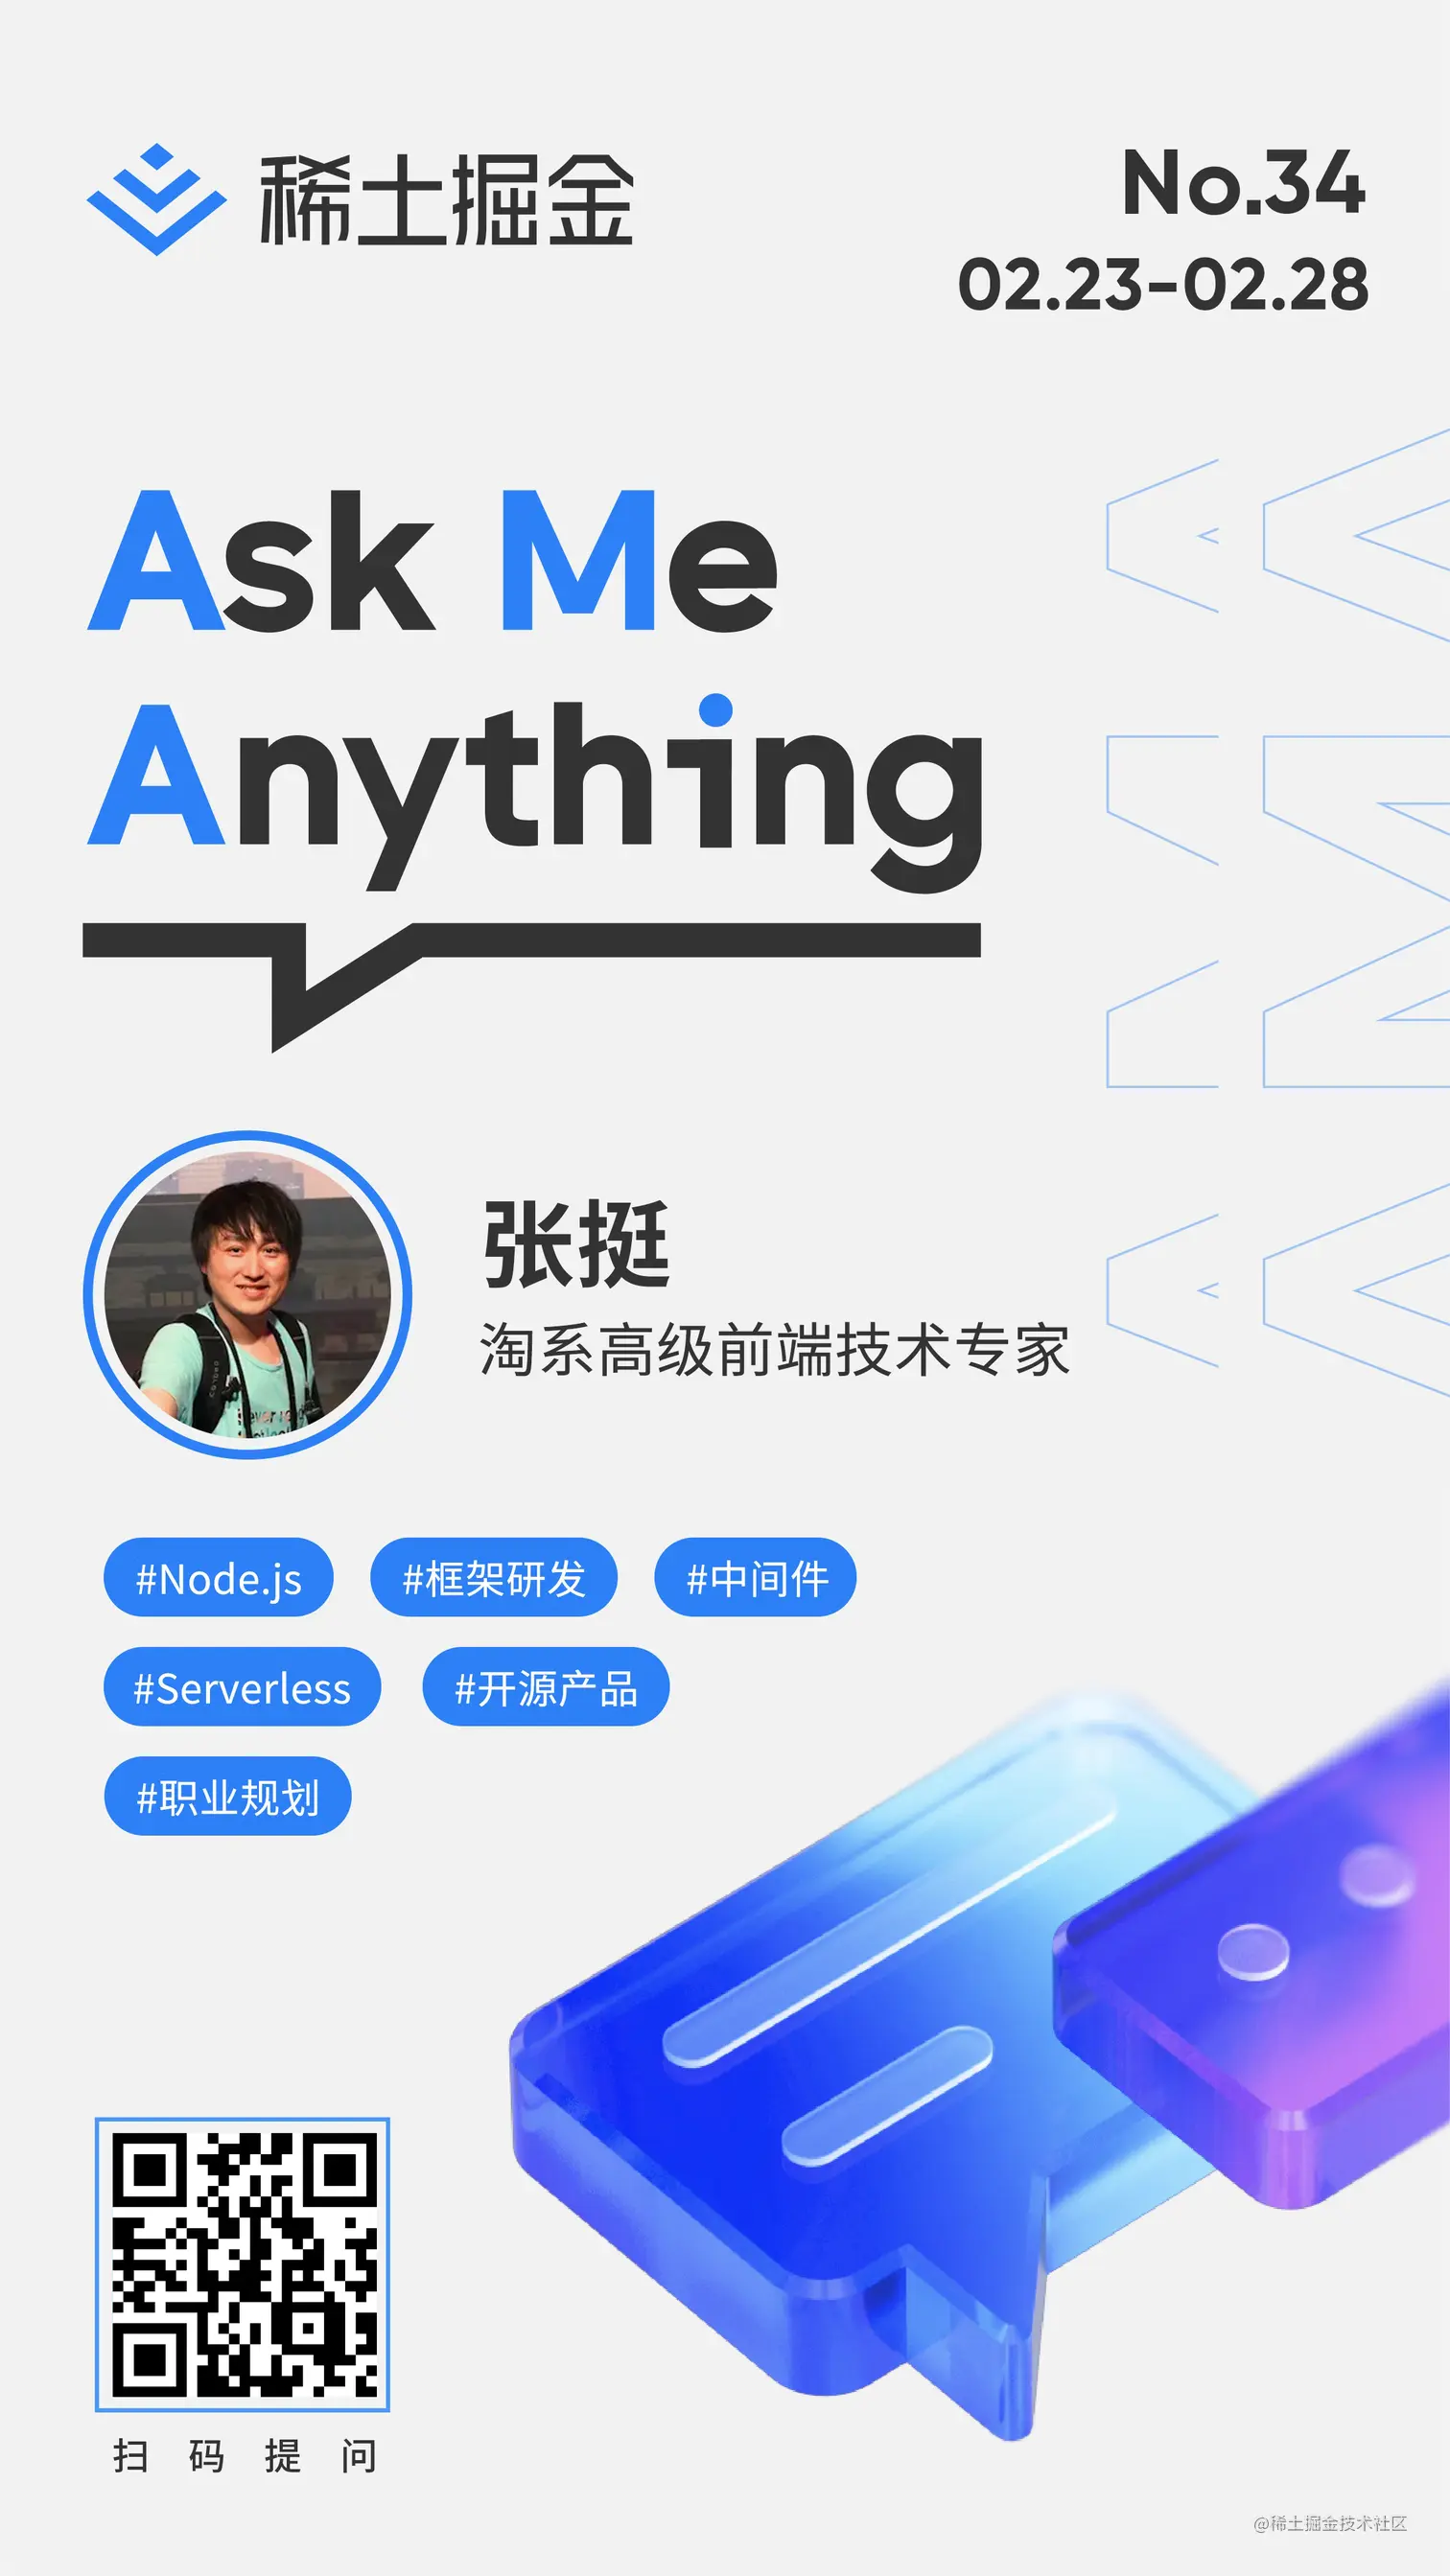 稀土掘金
No.34
02.23-02.28
Ask Me
Anything
AMA
张挺
淘系高级前端技术专家
#Node.js #框架研发 #中间件
#Serverless #开源产品
#职业规划
扫码提问
@稀土掘金技术社区